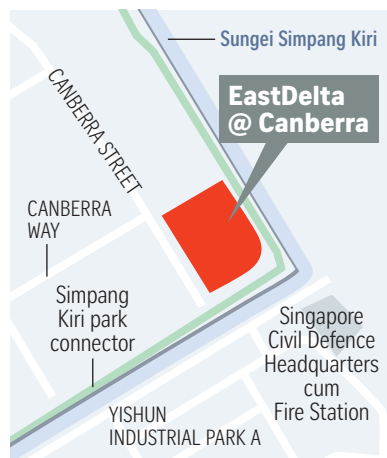 Sungei Simpang Kiri
EastDelta
@ Canberra
CANBERRA STREET
CANBERRA
WAY
Simpang
Kiri park
connector
Singapore
Civil Defence
Headquarters
cum
Fire Station
YISHUN
INDUSTRIAL PARK A